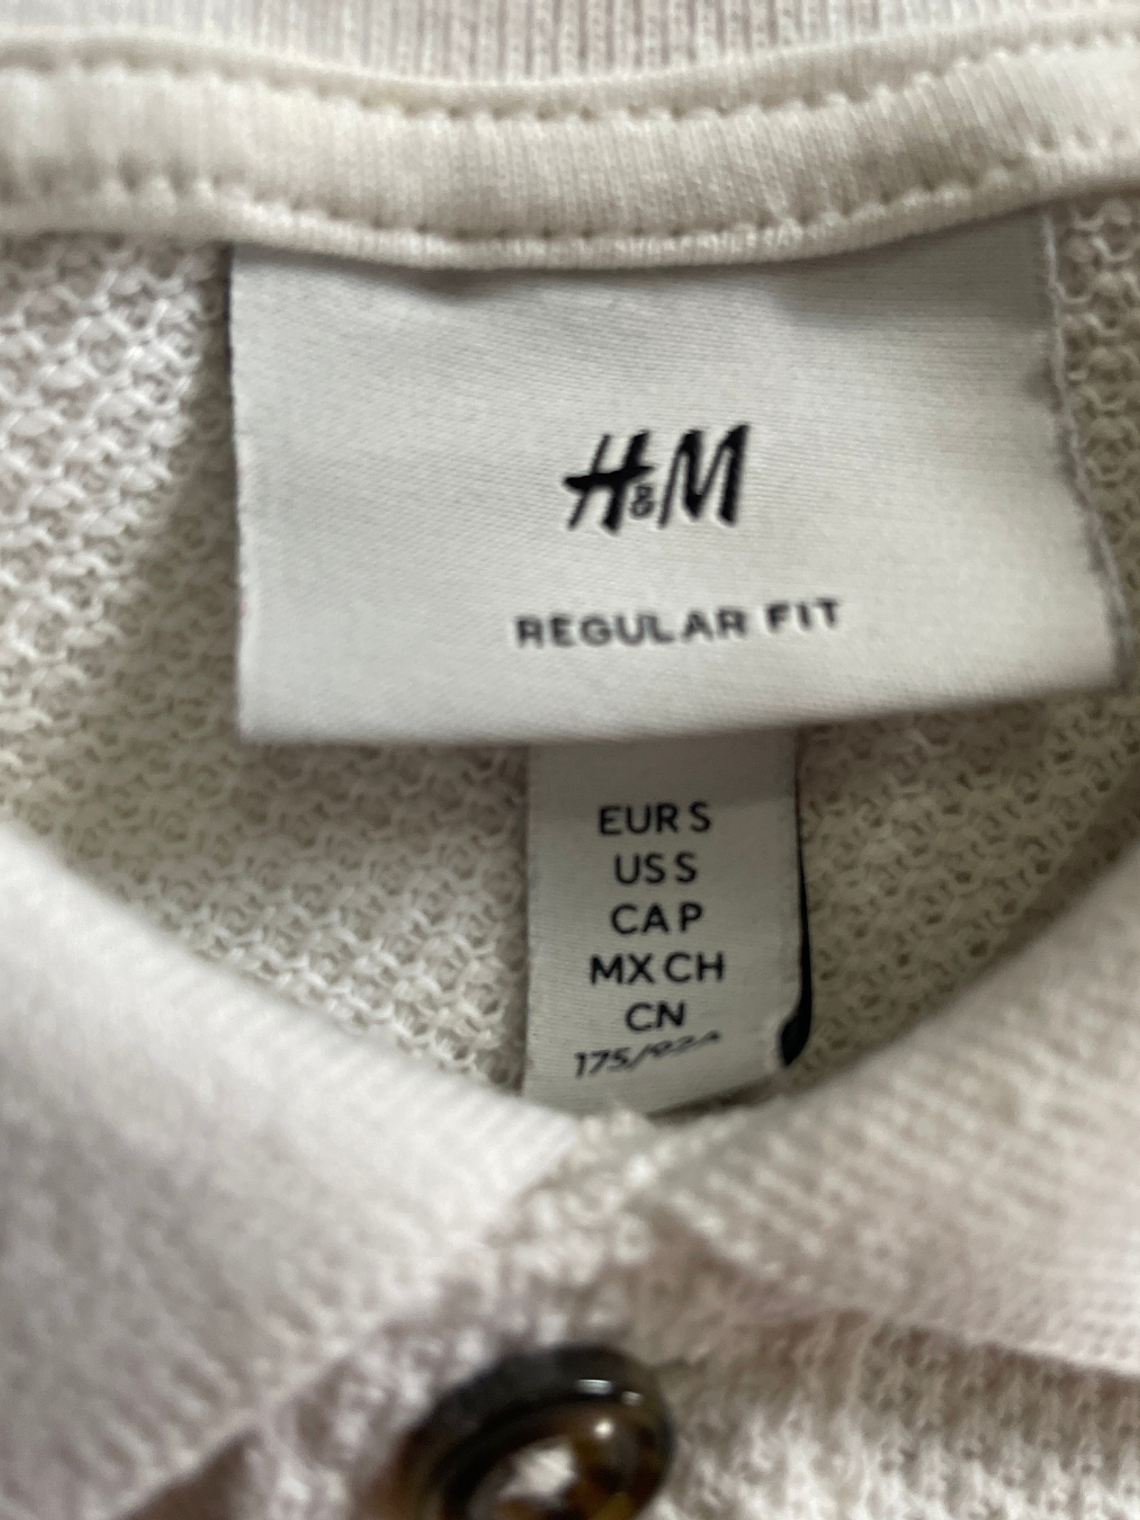 H&M
REGULAR FIT
EUR S
US S
CA P
MX CH
CN
175/92A